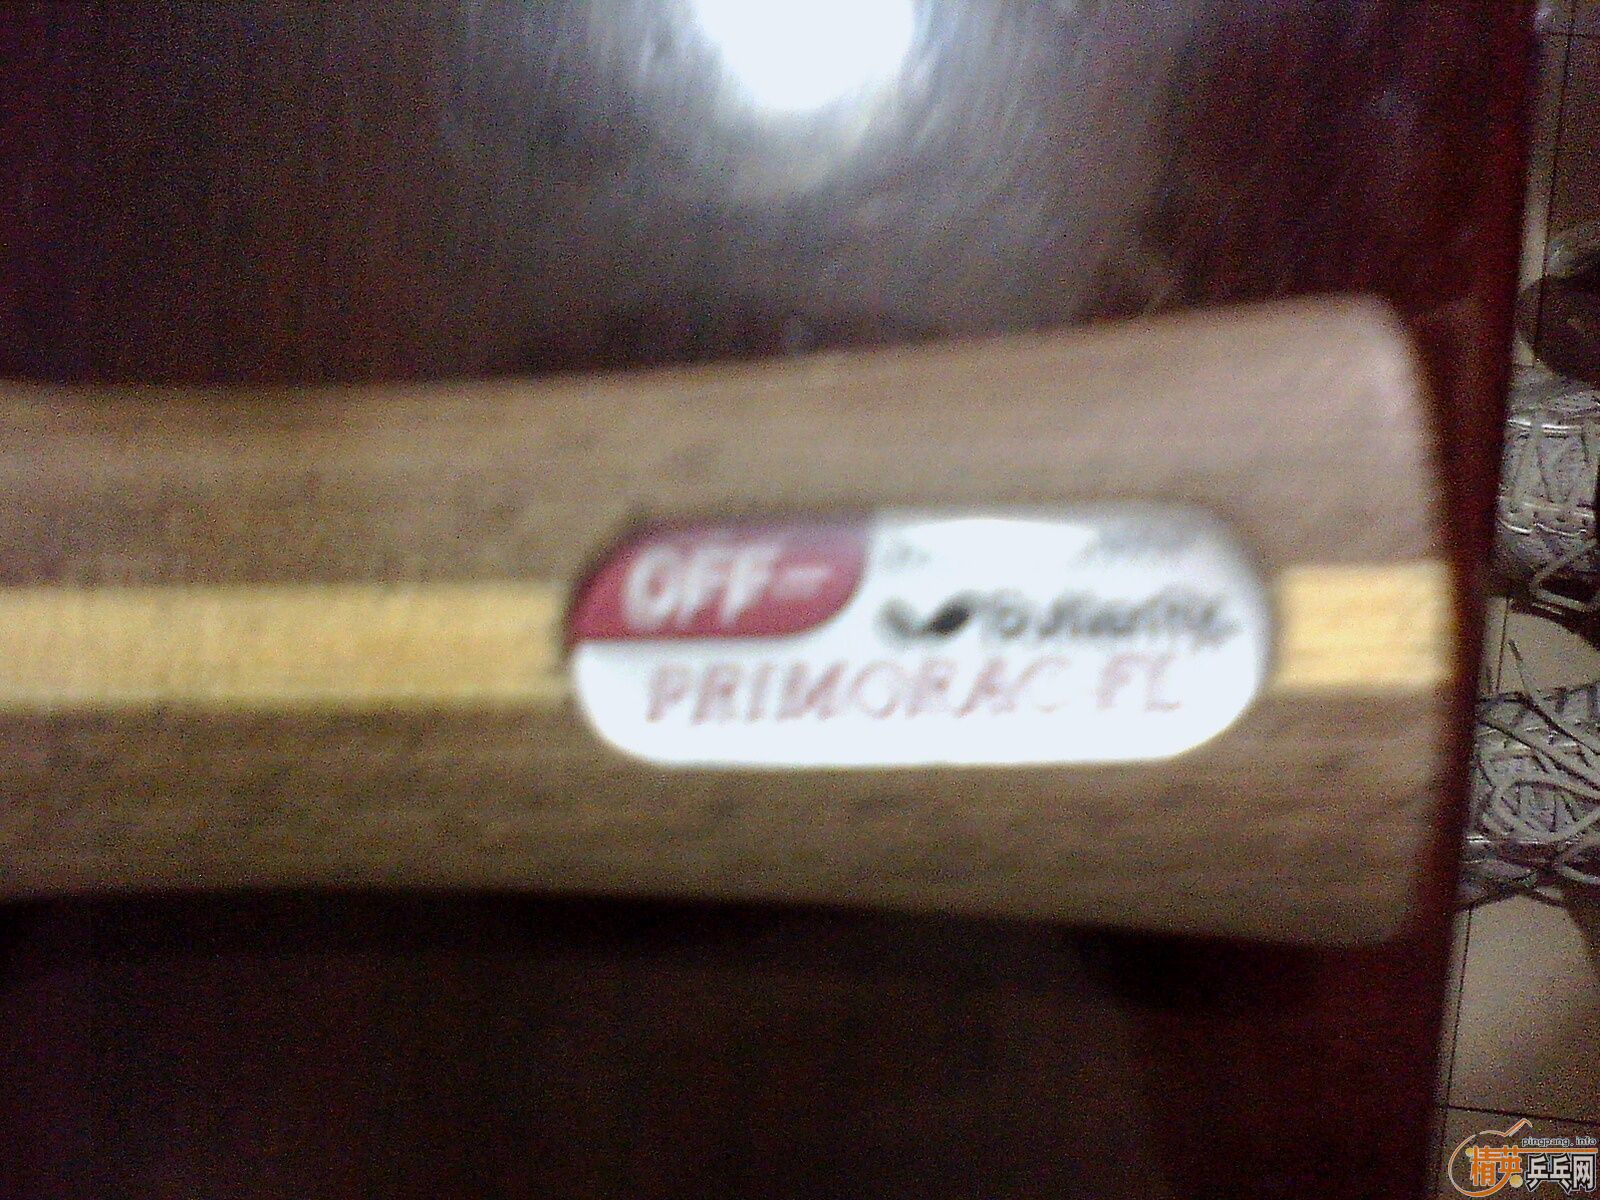 OFF-
Butterfly
PRIMORAC-FL
pingpang.info
精英乒乓网